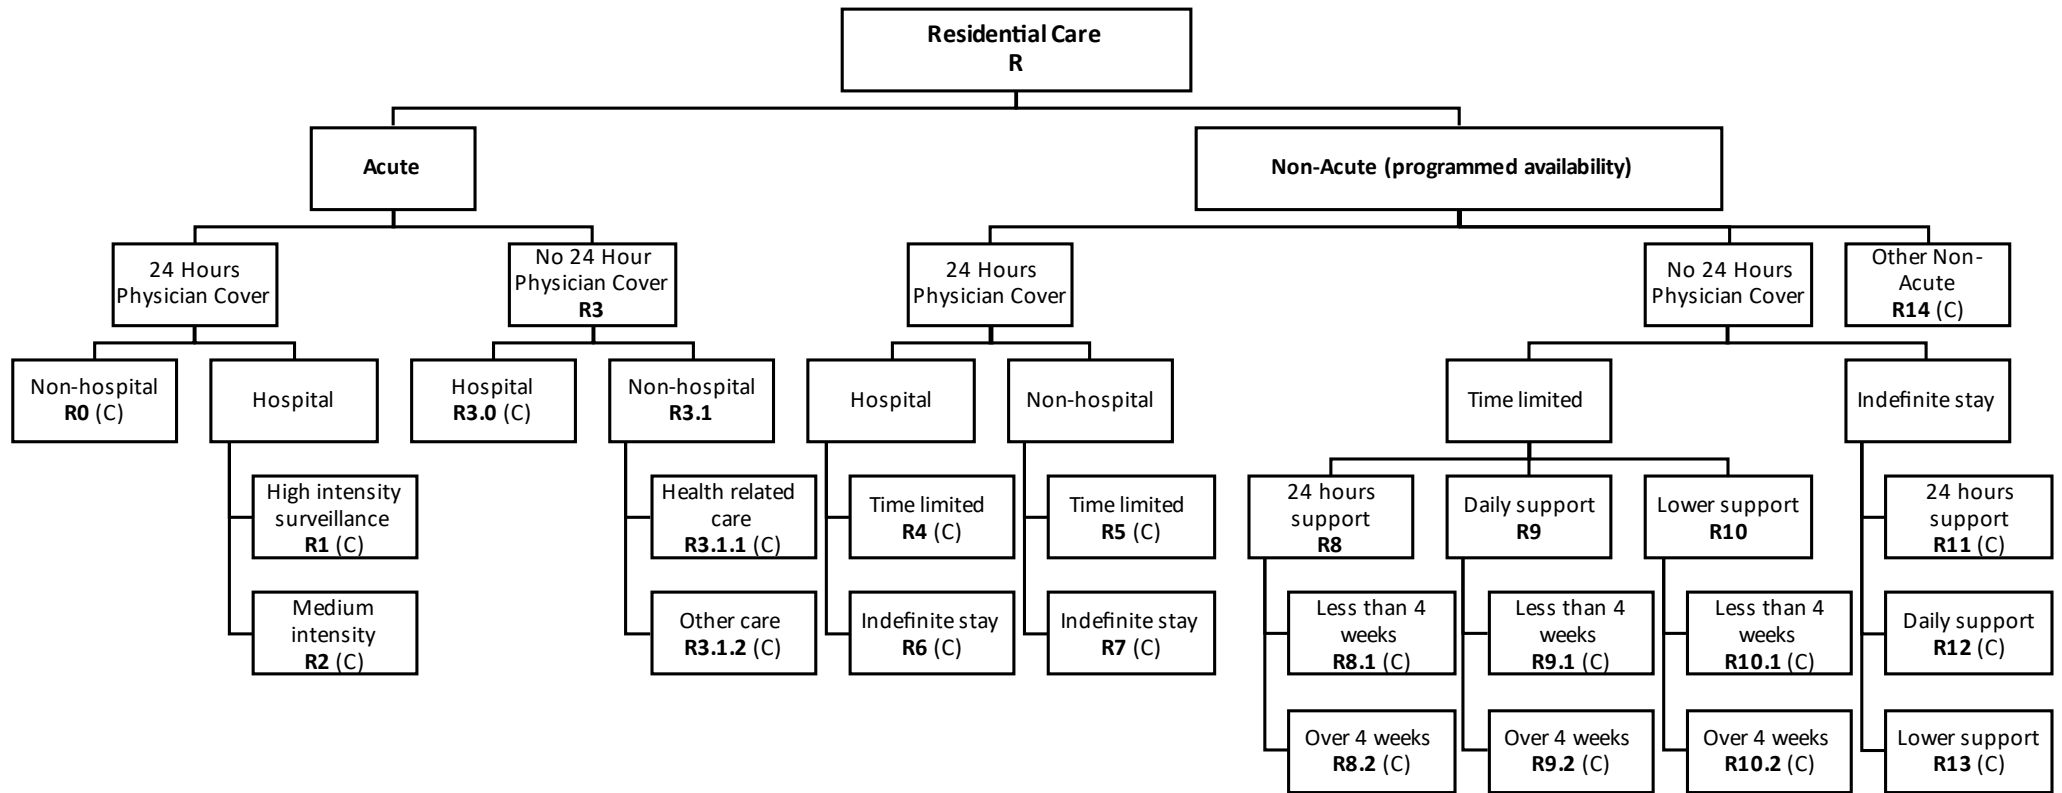 Residential Care
R
Acute
Non-Acute (programmed availability)
24 Hours
Physician Cover
No 24 Hour
Physician Cover
R3
24 Hours
Physician Cover
No 24 Hours
Physician Cover
Other Non-
Acute
R14 (C)
Non-hospital
R0 (C)
Hospital
Hospital
R3.0 (C)
Non-hospital
R3.1
Hospital
Non-hospital
Time limited
Indefinite stay
High intensity
surveillance
R1 (C)
Health related
care
R3.1.1 (C)
Time limited
R4 (C)
Time limited
R5 (C)
24 hours
support
R8
Daily support
R9
Lower support
R10
24 hours
support
R11 (C)
Medium
intensity
R2 (C)
Other care
R3.1.2 (C)
Indefinite stay
R6 (C)
Indefinite stay
R7 (C)
Less than 4
weeks
R8.1 (C)
Less than 4
weeks
R9.1 (C)
Less than 4
weeks
R10.1 (C)
Daily support
R12 (C)
Over 4 weeks
R8.2 (C)
Over 4 weeks
R9.2 (C)
Over 4 weeks
R10.2 (C)
Lower support
R13 (C)